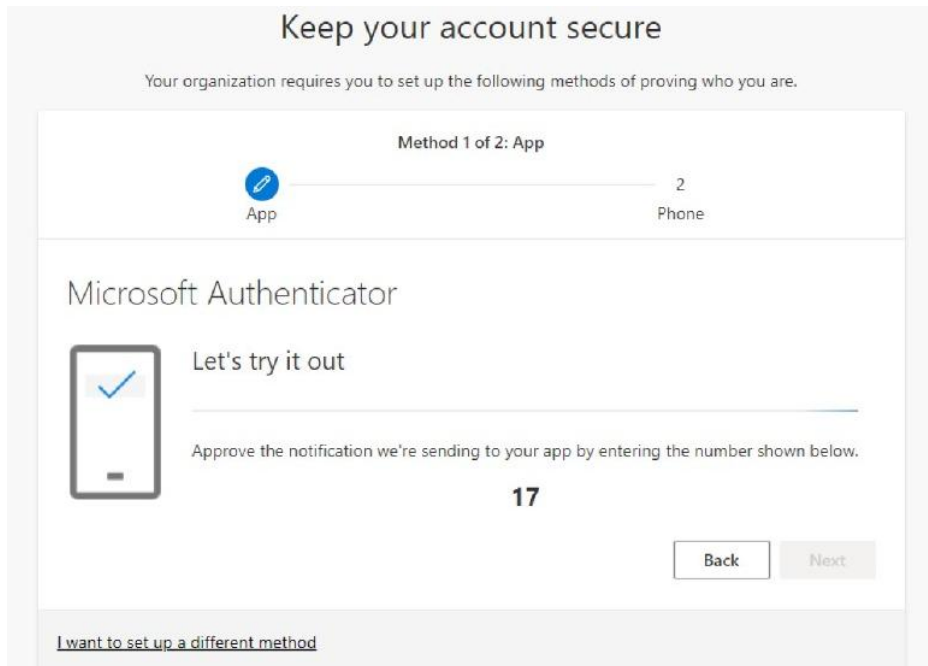 Keep your account secure
Your organization requires you to set up the following methods of proving who you are.
Method 1 of 2: App
App
2
Phone
Microsoft Authenticator
Let's try it out
Approve the notification we're sending to your app by entering the number shown below.
17
Back
Next
I want to set up a different method